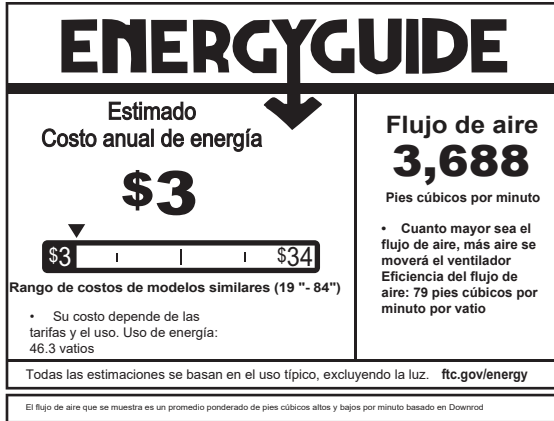 ENERGYGUIDE
Estimado
Costo anual de energía
$3
$3
$34
Rango de costos de modelos similares (19 "- 84")
• Su costo depende de las
tarifas y el uso. Uso de energía:
46.3 vatios
Flujo de aire
3,688
Pies cúbicos por minuto
• Cuanto mayor sea el
flujo de aire, más aire se
moverá el ventilador
Eficiencia del flujo de
aire: 79 pies cúbicos por
minuto por vatio
Todas las estimaciones se basan en el uso típico, excluyendo la luz. ftc.gov/energy
El flujo de aire que se muestra es un promedio ponderado de pies cúbicos altos y bajos por minuto basado en Downrod